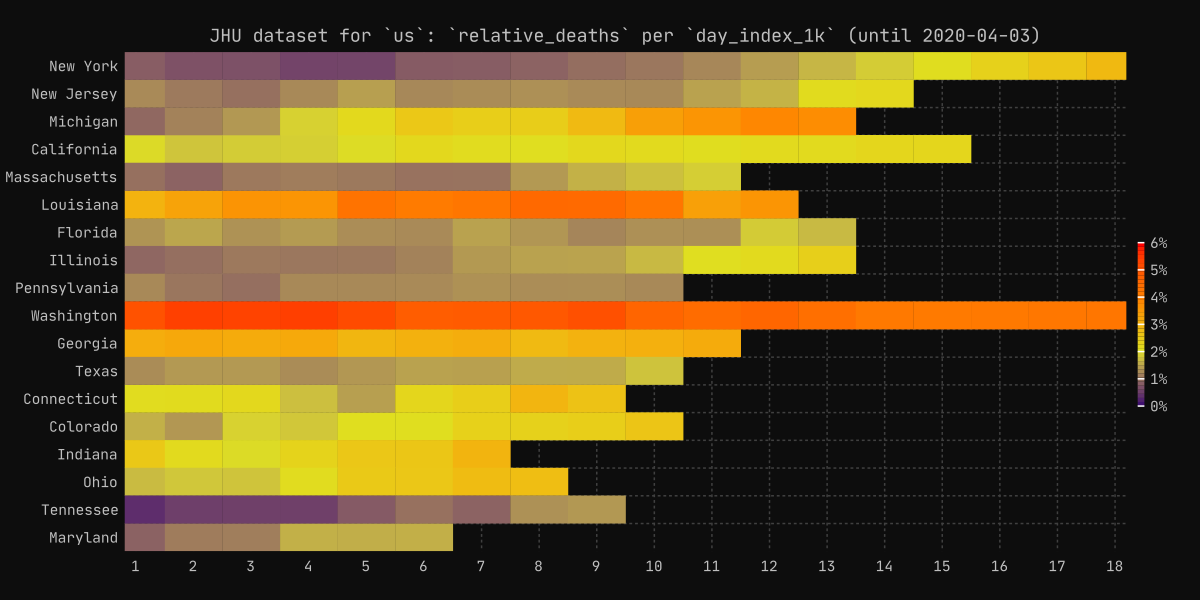 JHU dataset for `us`: `relative_deaths` per `day_index_1k` (until 2020-04-03)
New York
New Jersey
Michigan
California
Massachusetts
Louisiana
Florida
Illinois
Pennsylvania
Washington
Georgia
Texas
Connecticut
Colorado
Indiana
Ohio
Tennessee
Maryland
1 2 3 4 5 6 7 8 9 10 11 12 13 14 15 16 17 18
6%
5%
4%
3%
2%
1%
0%